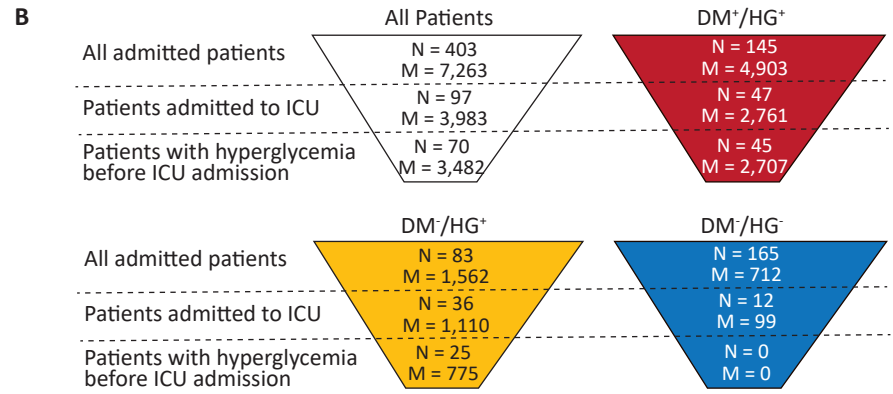 B
All Patients
DM⁺/HG⁺
All admitted patients
N = 403
M = 7,263
N = 145
M = 4,903
Patients admitted to ICU
N = 97
M = 3,983
N = 47
M = 2,761
Patients with hyperglycemia
before ICU admission
N = 70
M = 3,482
N = 45
M = 2,707
DM⁻/HG⁺
DM⁻/HG⁻
All admitted patients
N = 83
M = 1,562
N = 165
M = 712
Patients admitted to ICU
N = 36
M = 1,110
N = 12
M = 99
Patients with hyperglycemia
before ICU admission
N = 25
M = 775
N = 0
M = 0